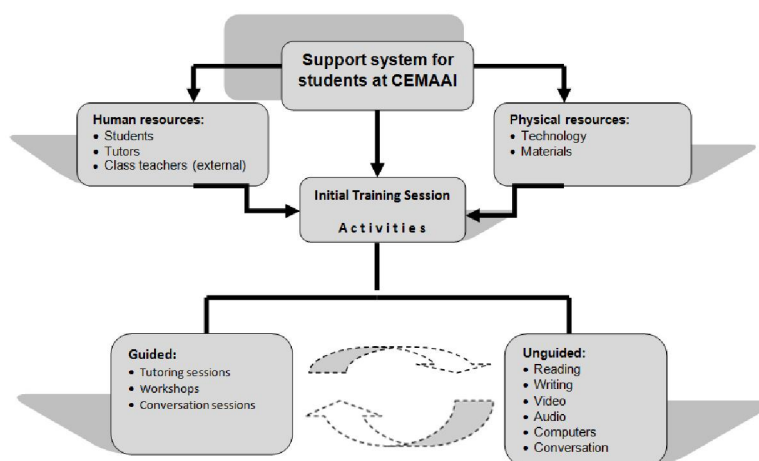 Support system for
students at CEMAAI
Human resources:
• Students
• Tutors
• Class teachers (external)
Physical resources:
• Technology
• Materials
Initial Training Session
Activities
Guided:
• Tutoring sessions
• Workshops
• Conversation sessions
Unguided:
• Reading
• Writing
• Video
• Audio
• Computers
• Conversation